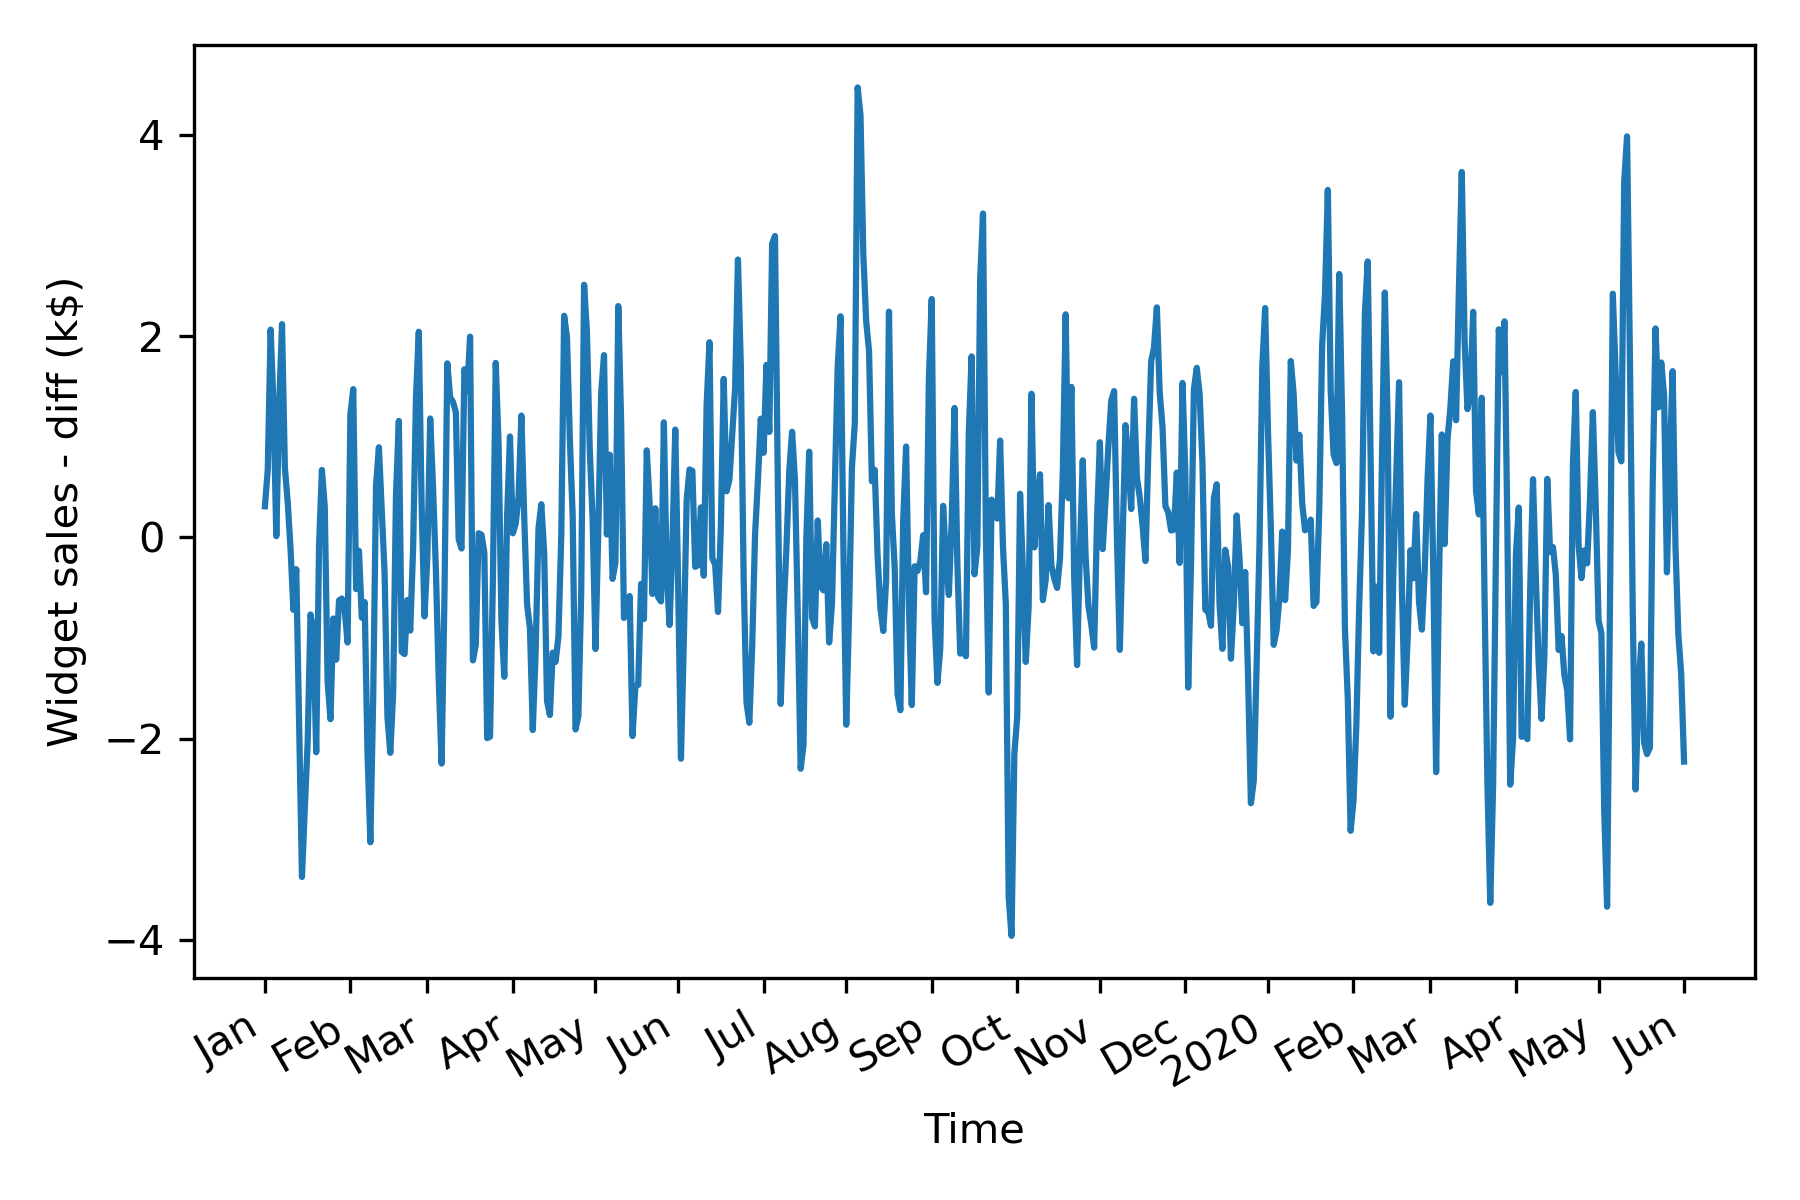 Widget sales - diff (k$)
4
2
0
−2
−4
Jan
Feb
Mar
Apr
May
Jun
Jul
Aug
Sep
Oct
Nov
Dec
2020
Feb
Mar
Apr
May
Jun
Time